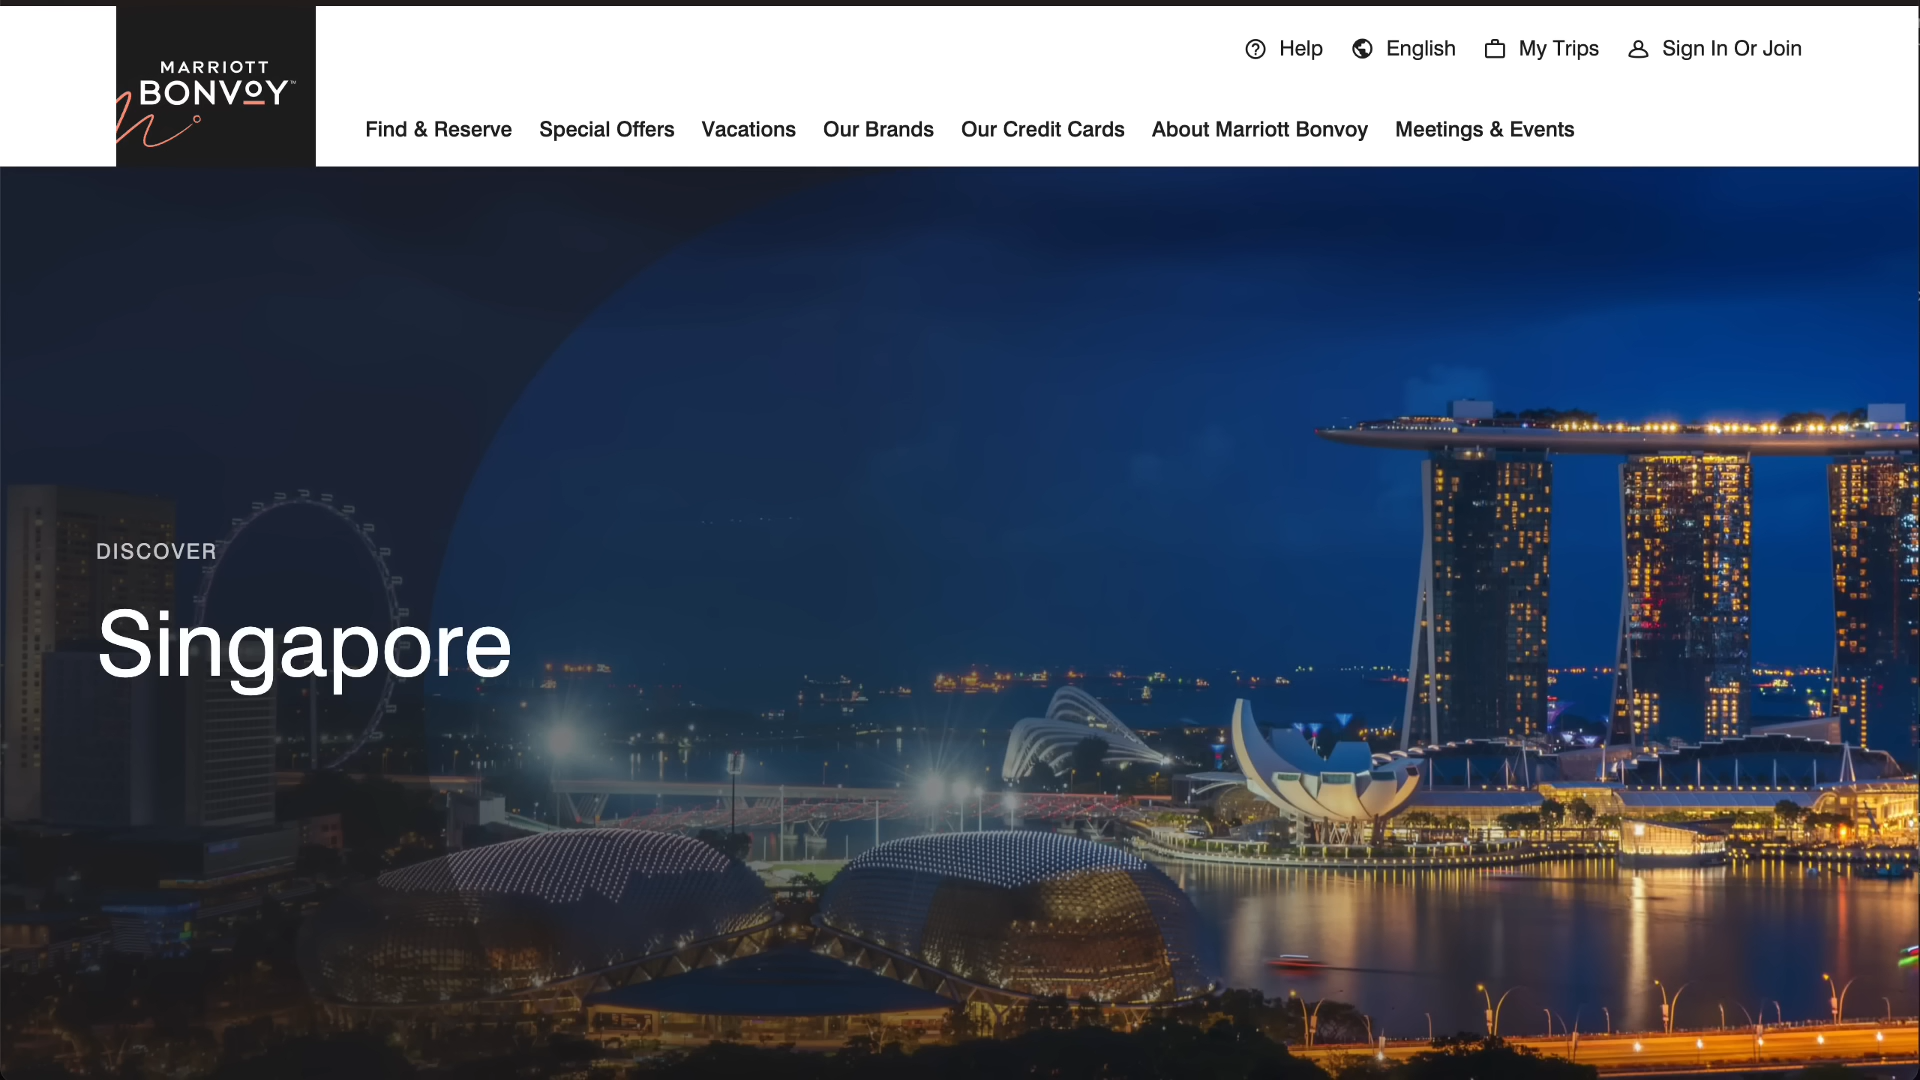 MARRIOTT
BONVOY™
Help English My Trips Sign In Or Join
Find & Reserve Special Offers Vacations Our Brands Our Credit Cards About Marriott Bonvoy Meetings & Events
DISCOVER
Singapore